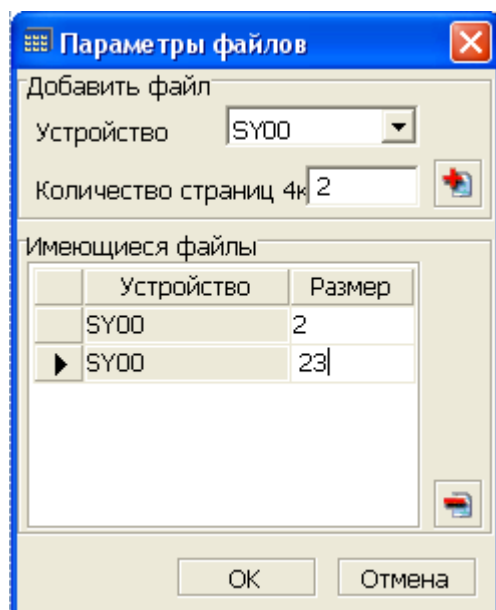 Параметры файлов
Добавить файл
Устройство SY00
Количество страниц 4к 2
Имеющиеся файлы
Устройство Размер
SY00 2
SY00 23
OK Отмена